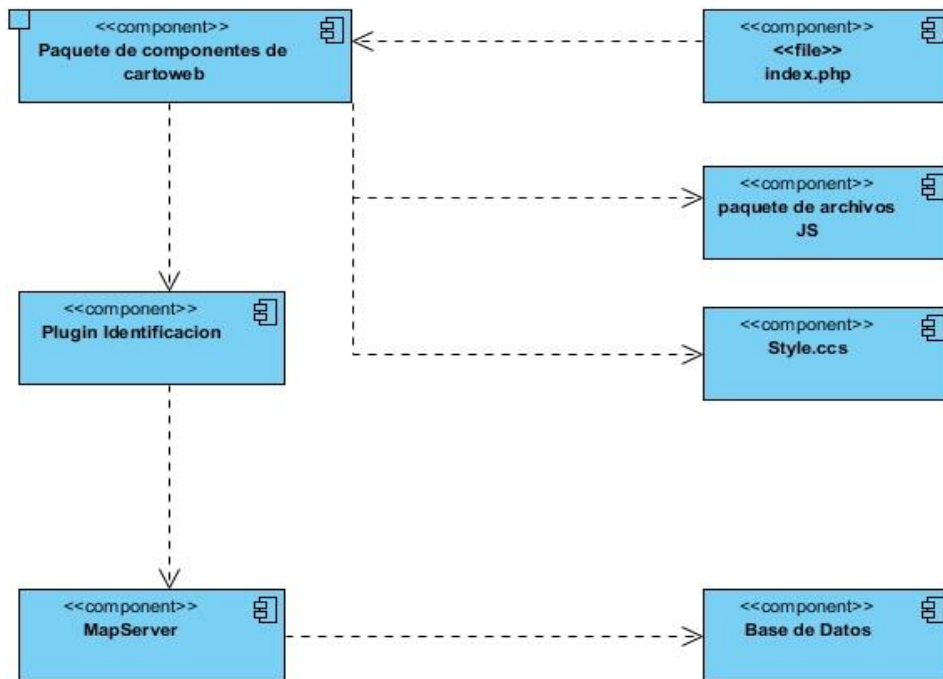 <<component>>
Paquete de componentes de
cartoweb
<<component>>
<<file>>
index.php
<<component>>
paquete de archivos
JS
<<component>>
Plugin Identificacion
<<component>>
Style.ccs
<<component>>
MapServer
<<component>>
Base de Datos